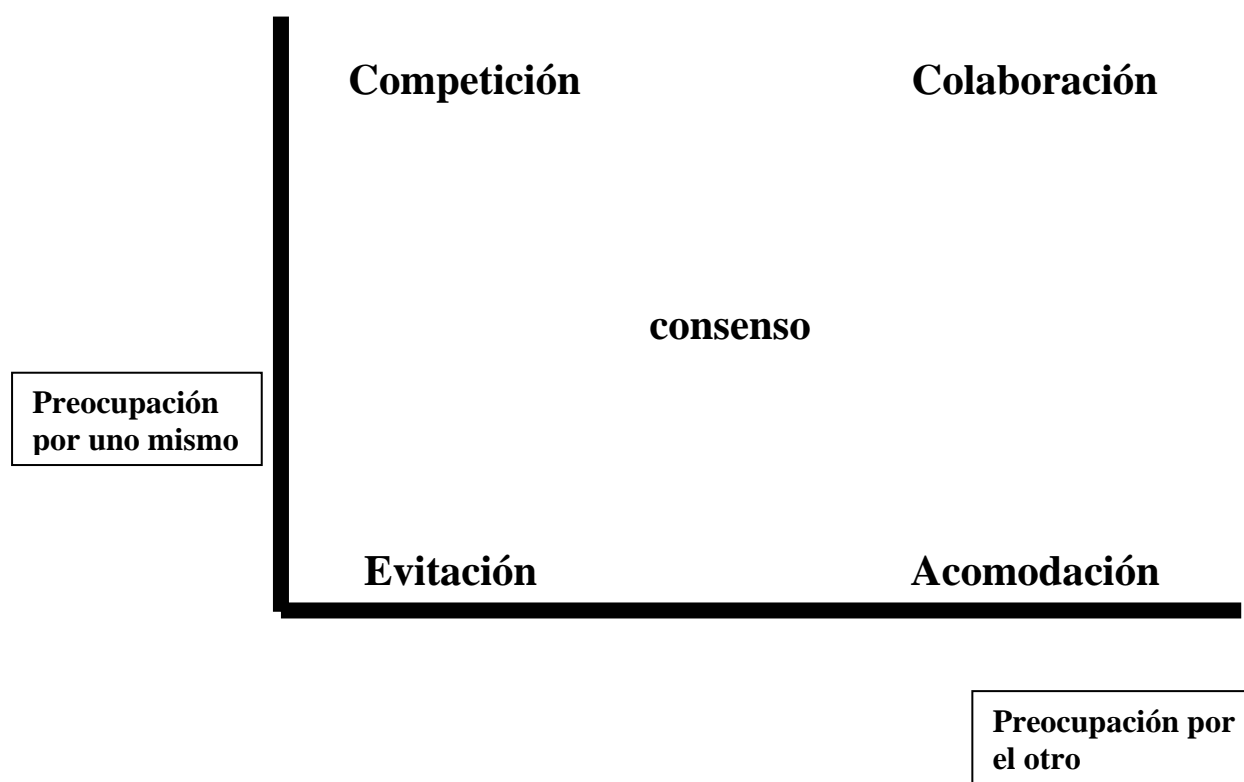 Competición
Colaboración
consenso
Preocupación
por uno mismo
Evitación
Acomodación
Preocupación por
el otro